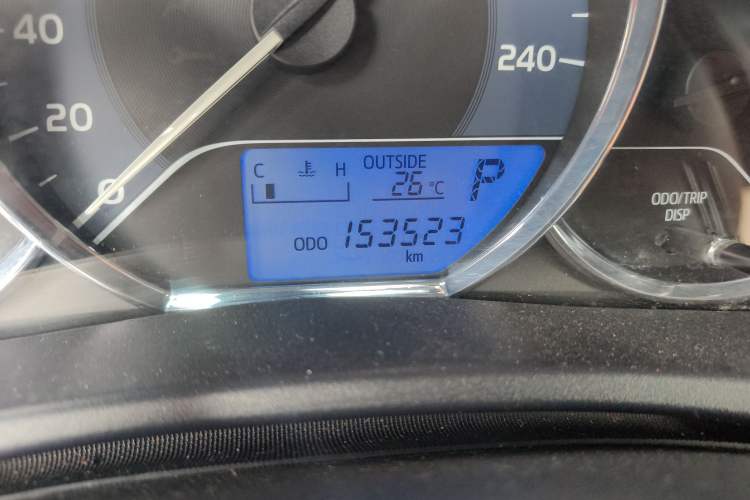 40
20
0
240
C H
OUTSIDE
26 °C
P
ODO 153523
km
ODO/TRIP
DISP